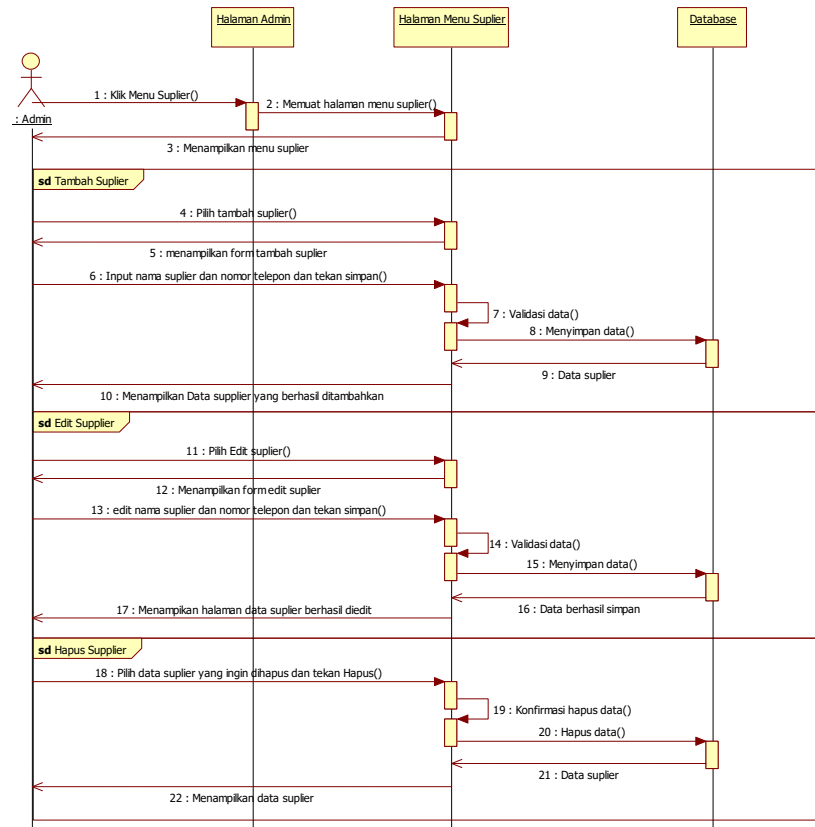 Halaman Admin
Halaman Menu Suplier
Database
: Admin
1 : Klik Menu Suplier()
2 : Memuat halaman menu suplier()
3 : Menampilkan menu suplier
sd Tambah Suplier
4 : Pilih tambah suplier()
5 : menampilkan form tambah suplier
6 : Input nama suplier dan nomor telepon dan tekan simpan()
7 : Validasi data()
8 : Menyimpan data()
9 : Data suplier
10 : Menampilkan Data supplier yang berhasil ditambahkan
sd Edit Supplier
11 : Pilih Edit suplier()
12 : Menampilkan form edit suplier
13 : edit nama suplier dan nomor telepon dan tekan simpan()
14 : Validasi data()
15 : Menyimpan data()
16 : Data berhasil simpan
17 : Menampikan halaman data suplier berhasil diedit
sd Hapus Supplier
18 : Pilih data suplier yang ingin dihapus dan tekan Hapus()
19 : Konfirmasi hapus data()
20 : Hapus data()
21 : Data suplier
22 : Menampilkan data suplier